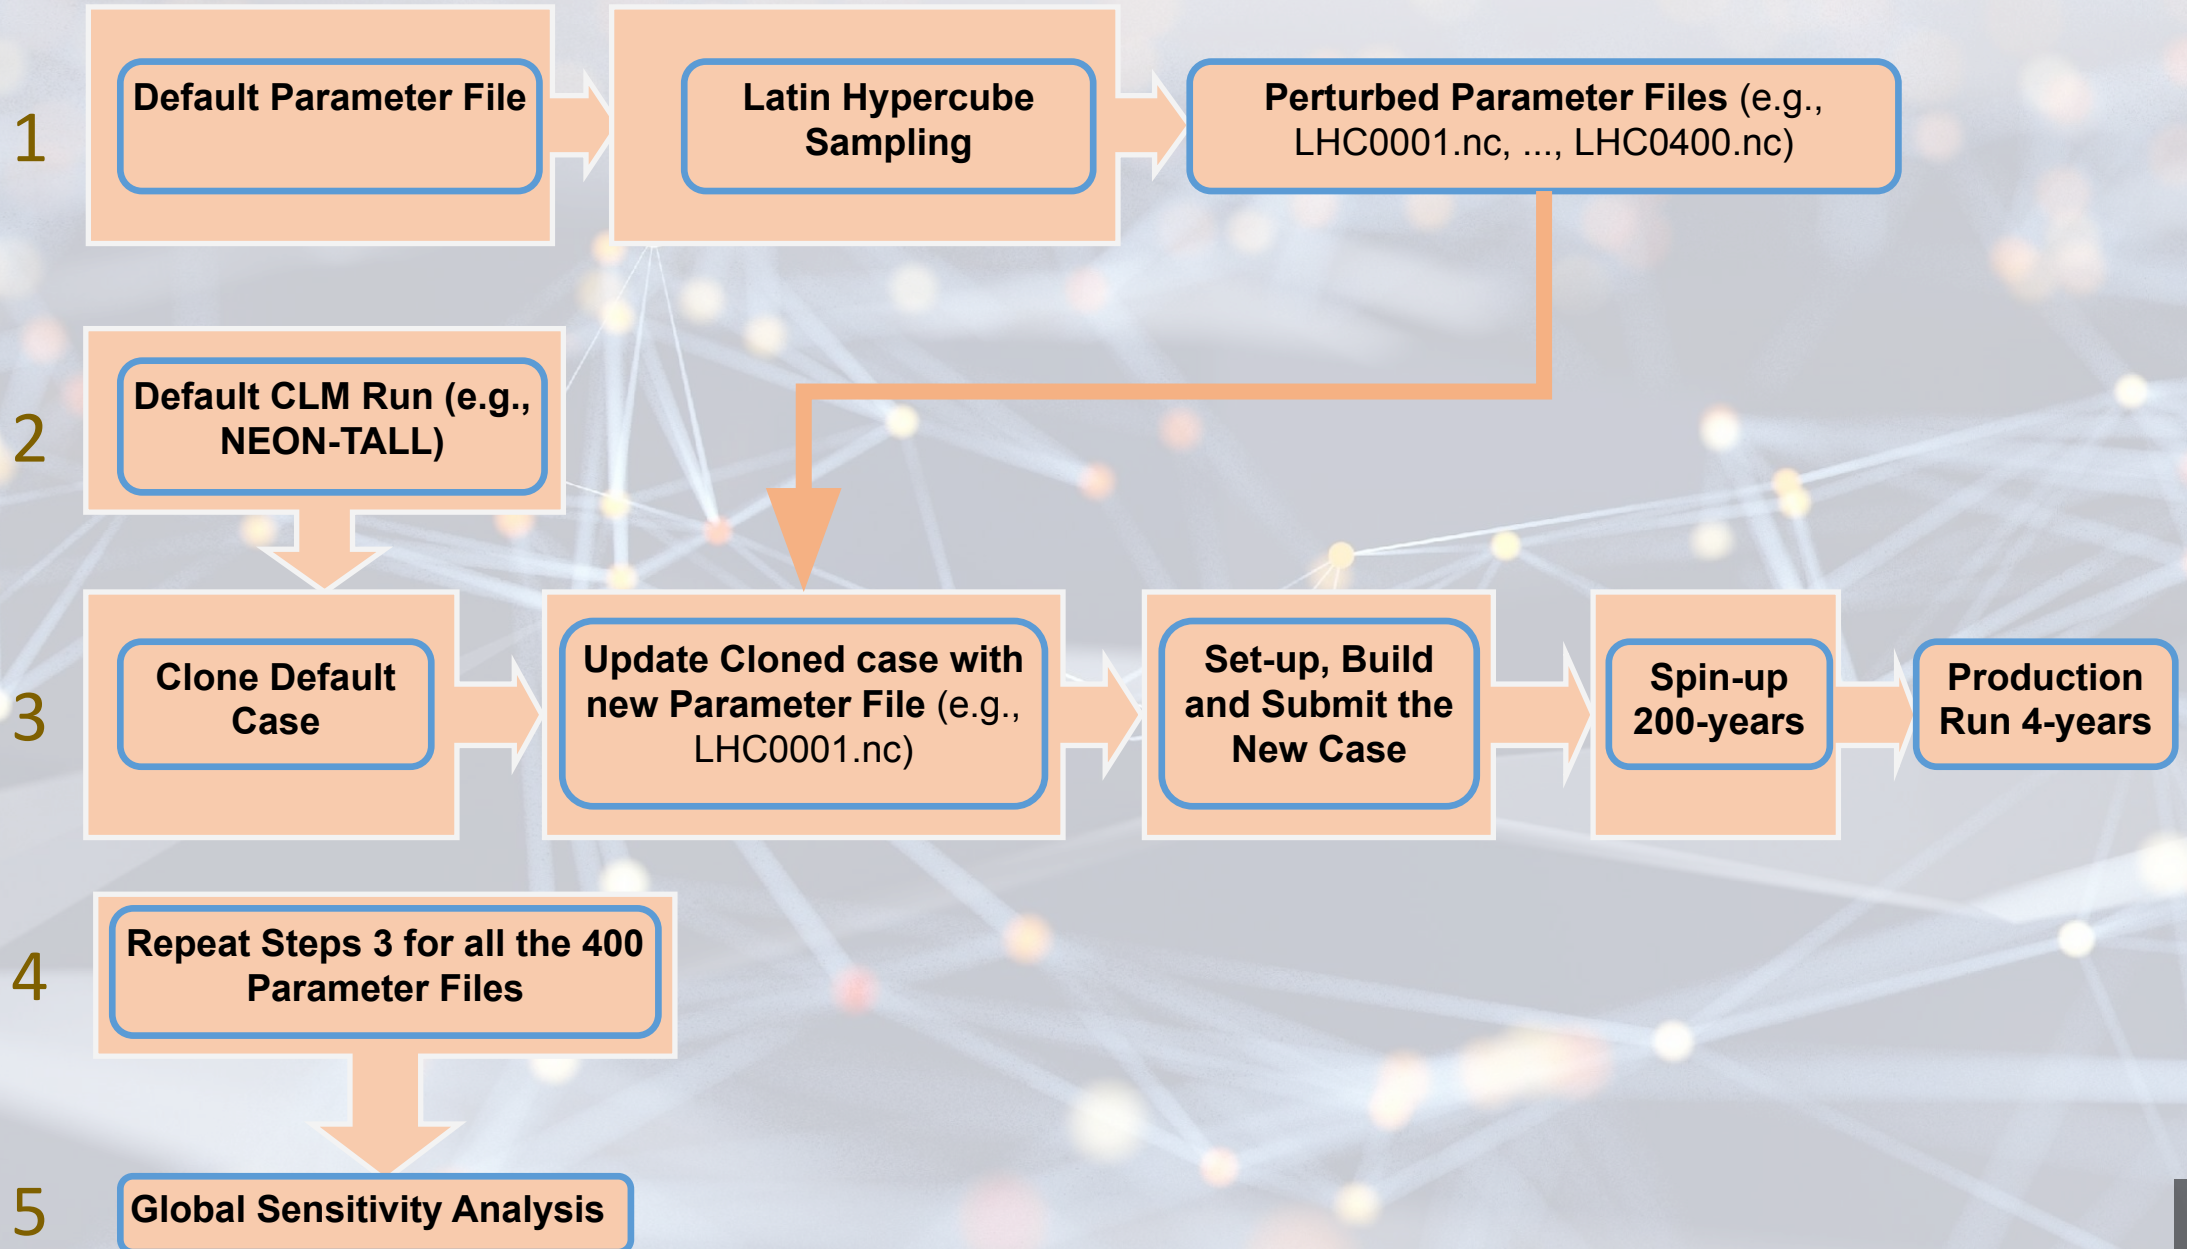 1
Default Parameter File
Latin Hypercube
Sampling
Perturbed Parameter Files (e.g.,
LHC0001.nc, ..., LHC0400.nc)
2
Default CLM Run (e.g.,
NEON-TALL)
3
Clone Default
Case
Update Cloned case with
new Parameter File (e.g.,
LHC0001.nc)
Set-up, Build
and Submit the
New Case
Spin-up
200-years
Production
Run 4-years
4
Repeat Steps 3 for all the 400
Parameter Files
5
Global Sensitivity Analysis